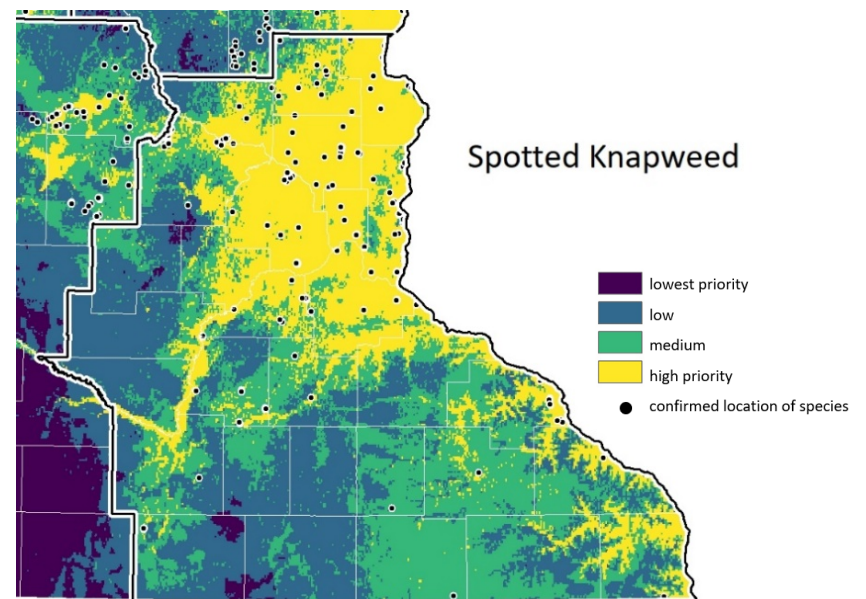 Spotted Knapweed
lowest priority
low
medium
high priority
confirmed location of species